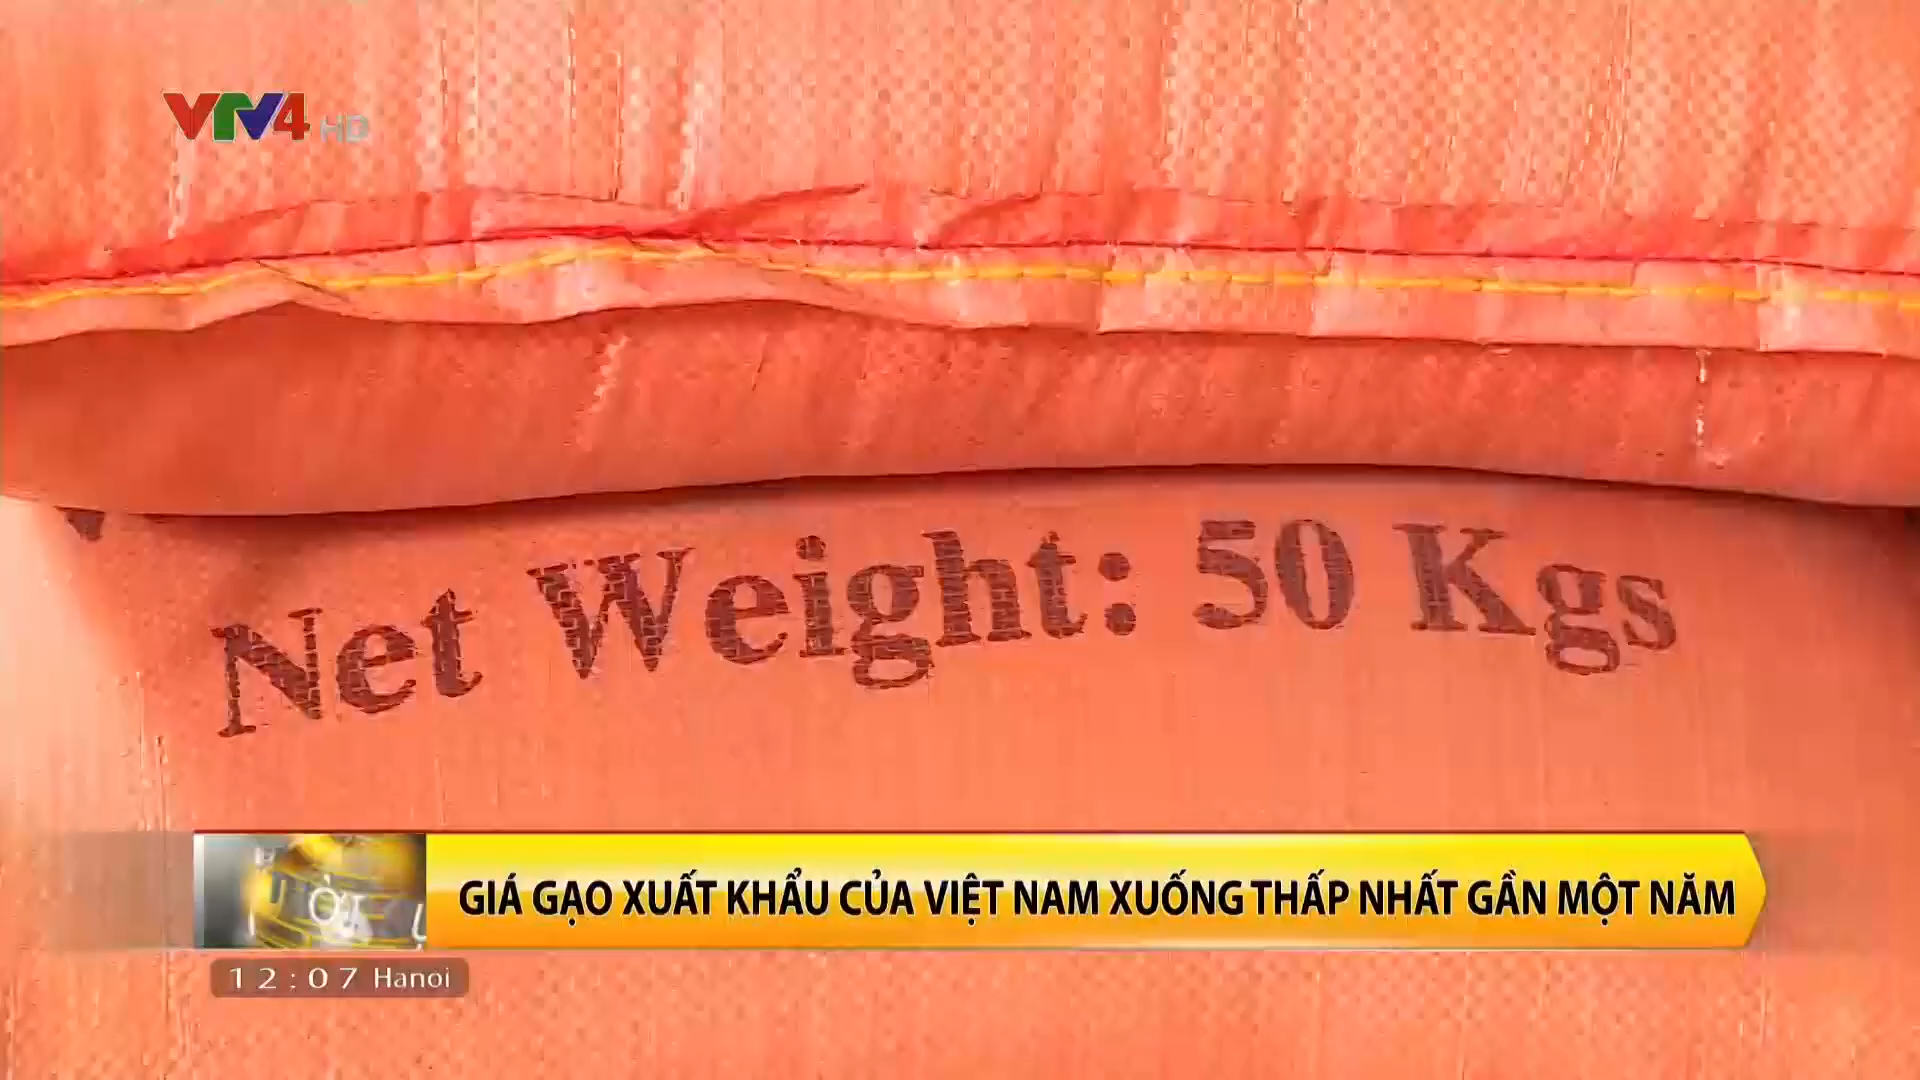 VTV4 HD
Net Weight: 50 Kgs
GIÁ GẠO XUẤT KHẨU CỦA VIỆT NAM XUỐNG THẤP NHẤT GẦN MỘT NĂM
12:07 Hanoi